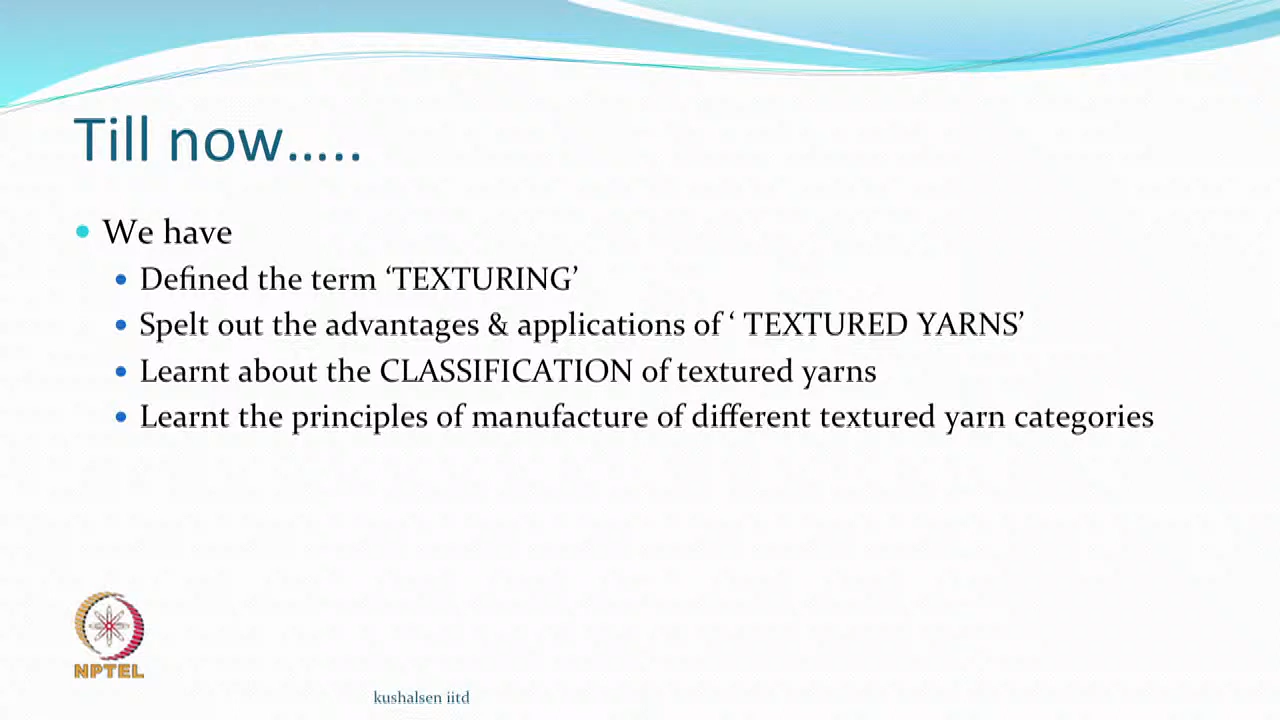 Till now…..
We have
Defined the term ‘TEXTURING’
Spelt out the advantages & applications of ‘ TEXTURED YARNS’
Learnt about the CLASSIFICATION of textured yarns
Learnt the principles of manufacture of different textured yarn categories
NPTEL
kushalsen iitd